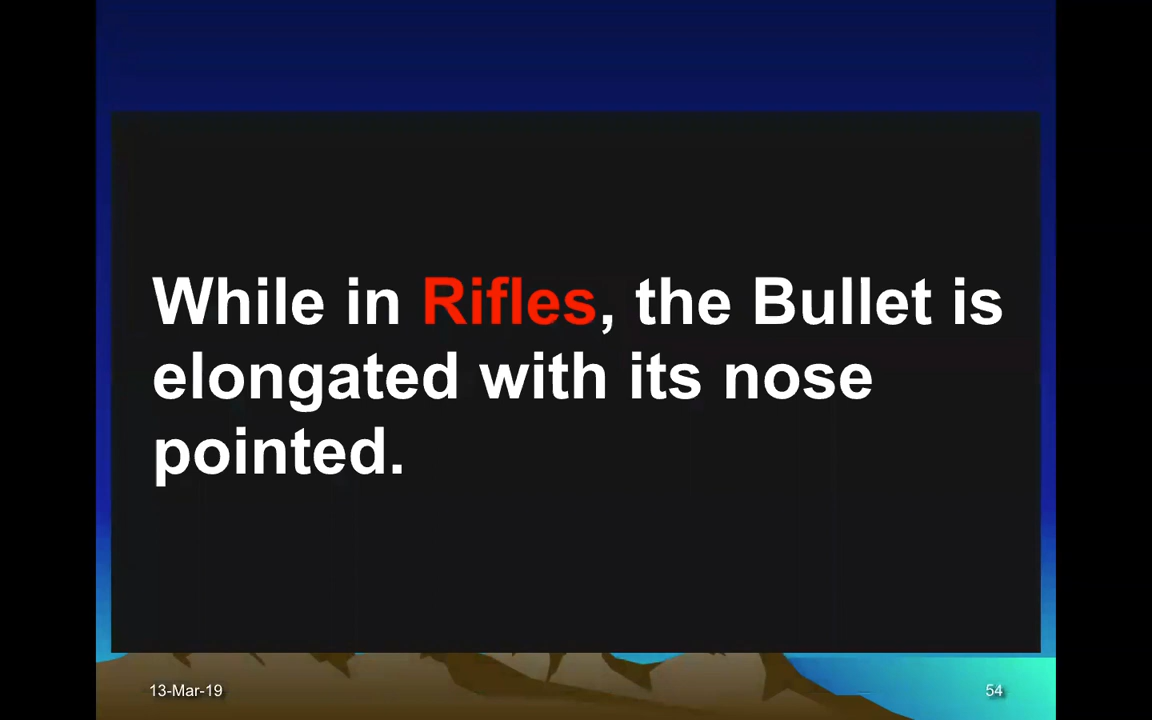 While in Rifles, the Bullet is
elongated with its nose
pointed.
13-Mar-19
54